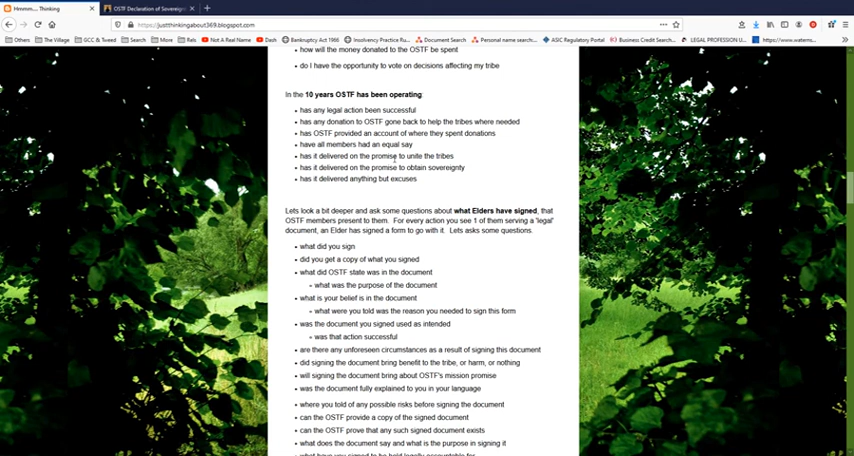 Hmmm.... Thinking
OSTF Declaration of Sovereign
https://justthinkingabout369.blogspot.com
Others
The Village
GCC & Tweed
Search
More
Rels
Not A Real Name
Dash
Bankruptcy Act 1966
Insolvency Practice Ru...
Document Search
Personal name search...
ASIC Regulatory Portal
Business Credit Search...
LEGAL PROFESSION U...
how will the money donated to the OSTF be spent
do I have the opportunity to vote on decisions affecting my tribe
In the 10 years OSTF has been operating:
has any legal action been successful
has any donation to OSTF gone back to help the tribes where needed
has OSTF provided an account of where they spent donations
have all members had an equal say
has it delivered on the promise to unite the tribes
has it delivered on the promise to obtain sovereignty
has it delivered anything but excuses
Lets look a bit deeper and ask some questions about what Elders have signed, that
OSTF members present to them. For every action you see 1 of them serving a 'legal'
document, an Elder has signed a form to go with it. Lets asks some questions.
what did you sign
did you get a copy of what you signed
what did OSTF state was in the document
what was the purpose of the document
what is your belief is in the document
what were you told was the reason you needed to sign this form
was the document you signed used as intended
was that action successful
are there any unforeseen circumstances as a result of signing this document
did signing the document bring benefit to the tribe, or harm, or nothing
will signing the document bring about OSTF's mission promise
was the document fully explained to you in your language
where you told of any possible risks before signing the document
can the OSTF provide a copy of the signed document
can the OSTF prove that any such signed document exists
what does the document say and what is the purpose in signing it
what have you signed to be held legally accountable for